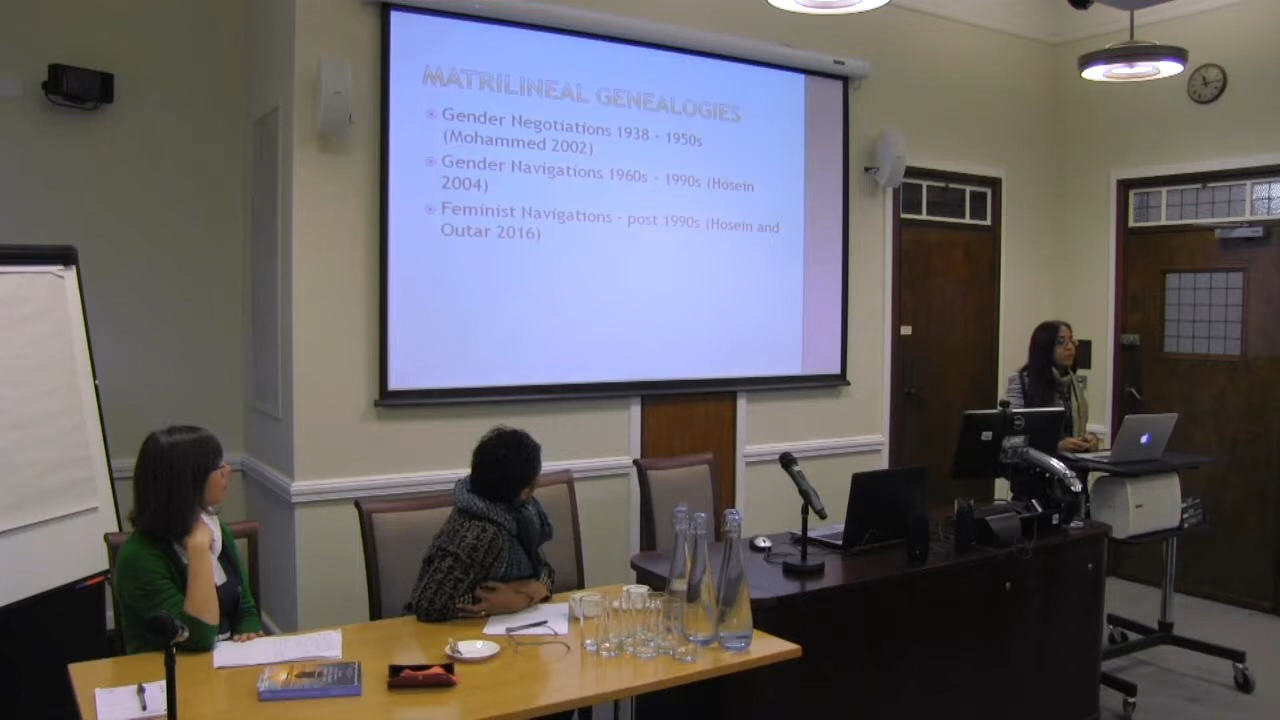 MATRILINEAL GENEALOGIES
Gender Negotiations 1938 - 1950s
(Mohammed 2002)
Gender Navigations 1960s - 1990s (Hosein
2004)
Feminist Navigations - post 1990s (Hosein and
Outar 2016)